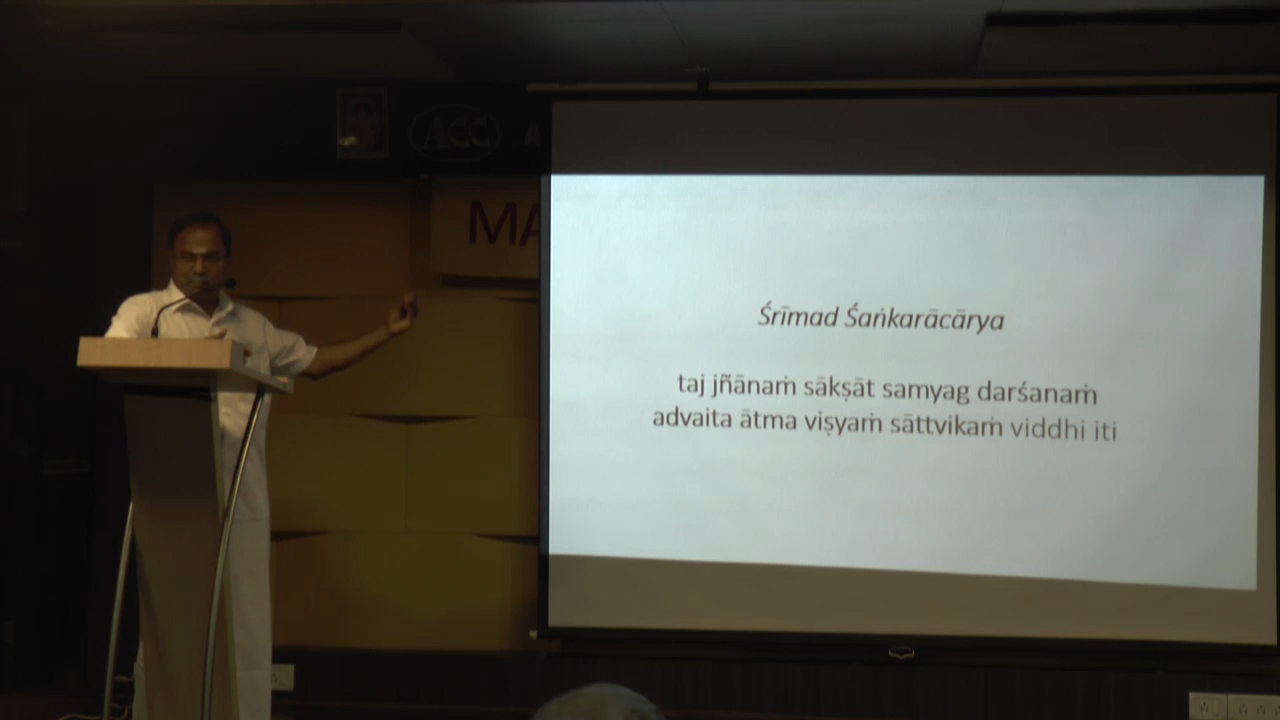 ACC
A
MA
Śrīmad Śaṅkarācārya
taj jñānaṁ sākṣāt samyag darśanaṁ
advaita ātma viṣyaṁ sāttvikaṁ viddhi iti